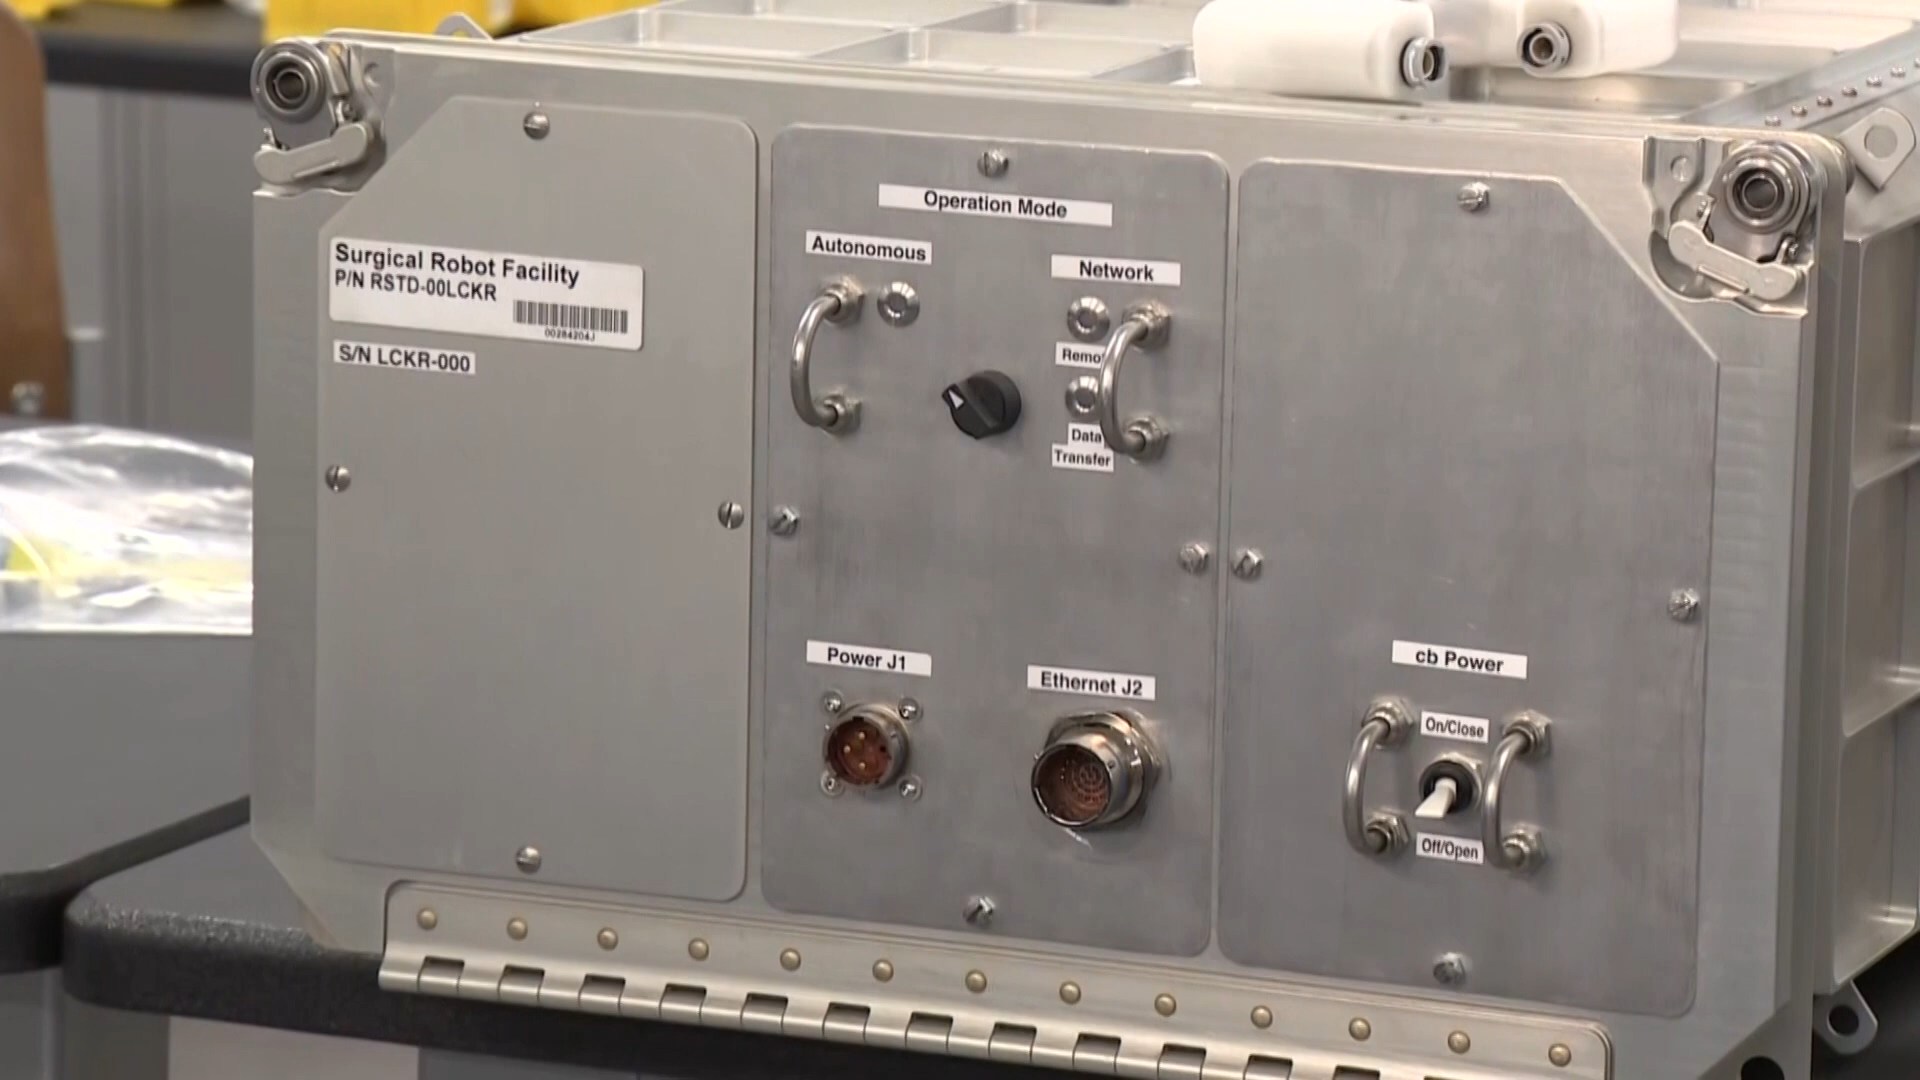 Surgical Robot Facility
P/N RSTD-00LCKR
00284204J
S/N LCKR-000
Operation Mode
Autonomous
Network
Data
Transfer
Power J1
Ethernet J2
cb Power
On/Close
Off/Open